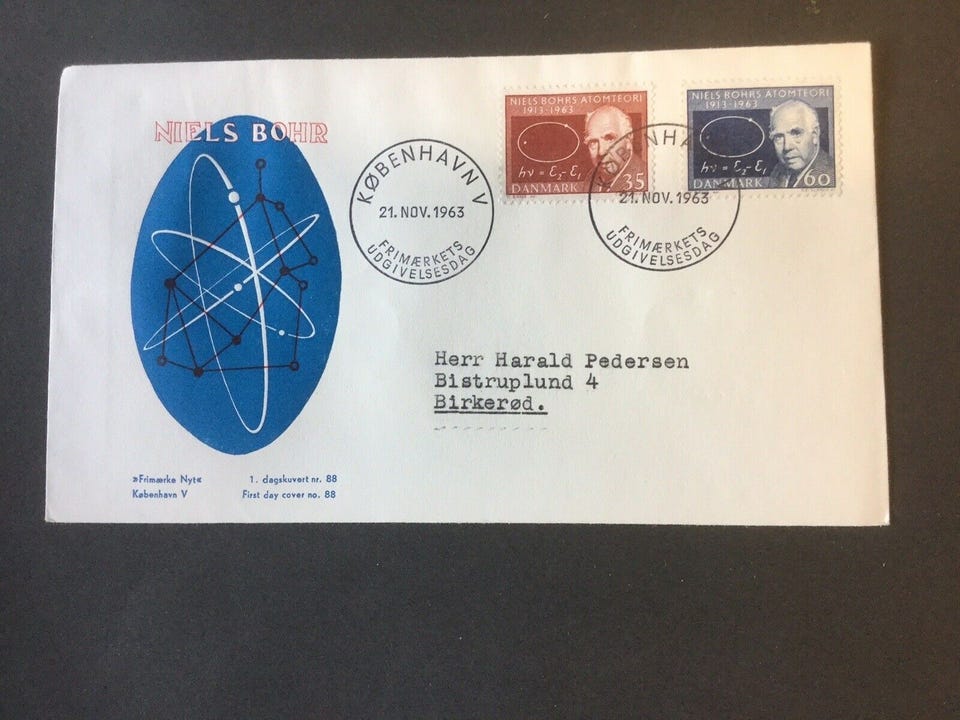 NIELS BOHR
KØBENHAVN V
21. NOV. 1963
FRIMÆRKETS
UDGIVELSESDAG
NIELS BOHRS ATOMTEORI
1913-1963
hν = ε₂-ε₁
DANMARK 35
NIELS BOHRS ATOMTEORI
1913-1963
hν = ε₂-ε₁
DANMARK 60
KØBENHAVN
21. NOV. 1963
FRIMÆRKETS
UDGIVELSESDAG
Herr Harald Pedersen
Bistruplund 4
Birkerød.
»Frimærke Nyt« 1. dagskuvert nr. 88
København V First day cover no. 88